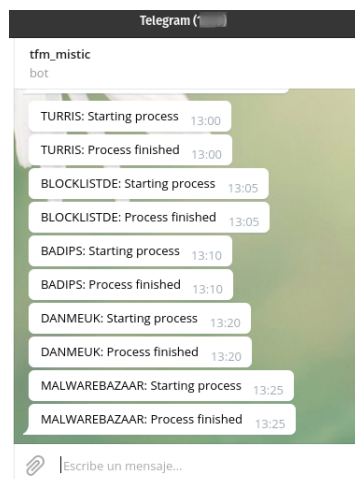 Telegram (
tfm_mistic
bot
TURRIS: Starting process 13:00
TURRIS: Process finished 13:00
BLOCKLISTDE: Starting process 13:05
BLOCKLISTDE: Process finished 13:05
BADIPS: Starting process 13:10
BADIPS: Process finished 13:10
DANMEUK: Starting process 13:20
DANMEUK: Process finished 13:20
MALWAREBAZAAR: Starting process 13:25
MALWAREBAZAAR: Process finished 13:25
Escribe un mensaje...